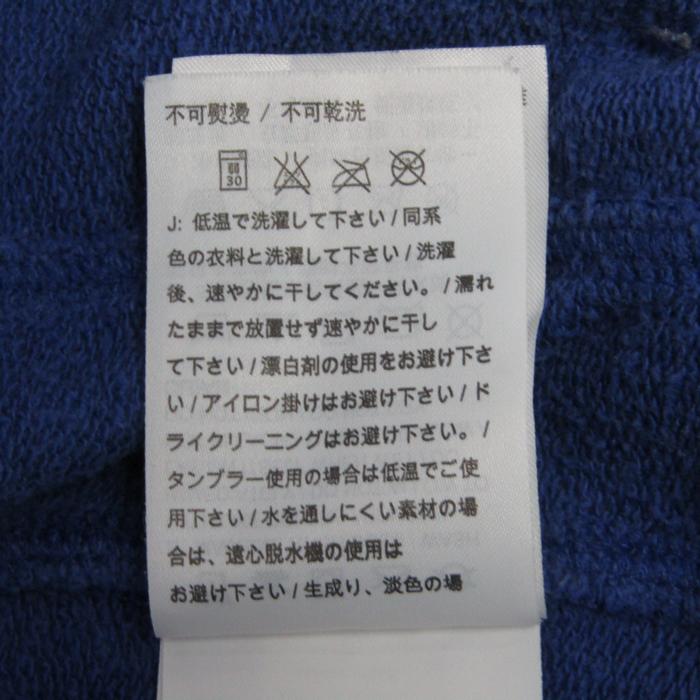 不可熨燙 / 不可乾洗
弱
30
J: 低温で洗濯して下さい / 同系
色の衣料と洗濯して下さい / 洗濯
後、速やかに干してください。 / 濡れ
たままで放置せず速やかに干し
て下さい / 漂白剤の使用をお避け下さ
い / アイロン掛けはお避け下さい / ド
ライクリーニングはお避け下さい。 /
タンブラー使用の場合は低温でご使
用下さい / 水を通しにくい素材の場
合は、遠心脱水機の使用は
お避け下さい / 生成り、淡色の場